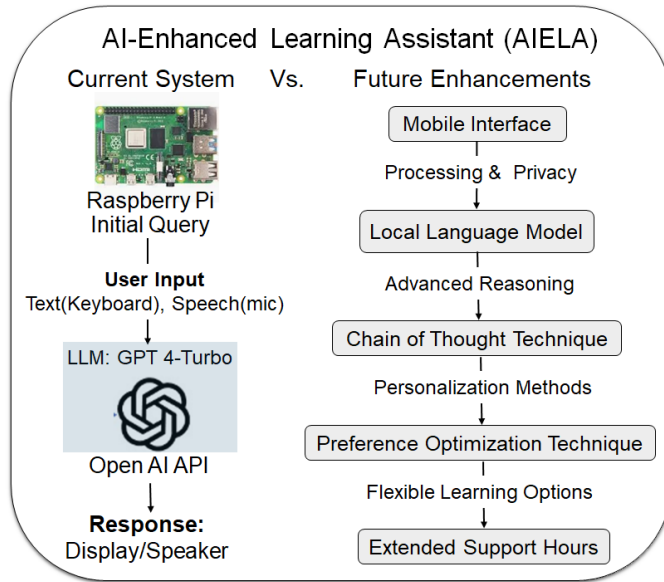 AI-Enhanced Learning Assistant (AIELA)
Current System Vs. Future Enhancements
Raspberry Pi
Initial Query
User Input
Text(Keyboard), Speech(mic)
LLM: GPT 4-Turbo
Open AI API
Response:
Display/Speaker
Mobile Interface
Processing & Privacy
Local Language Model
Advanced Reasoning
Chain of Thought Technique
Personalization Methods
Preference Optimization Technique
Flexible Learning Options
Extended Support Hours